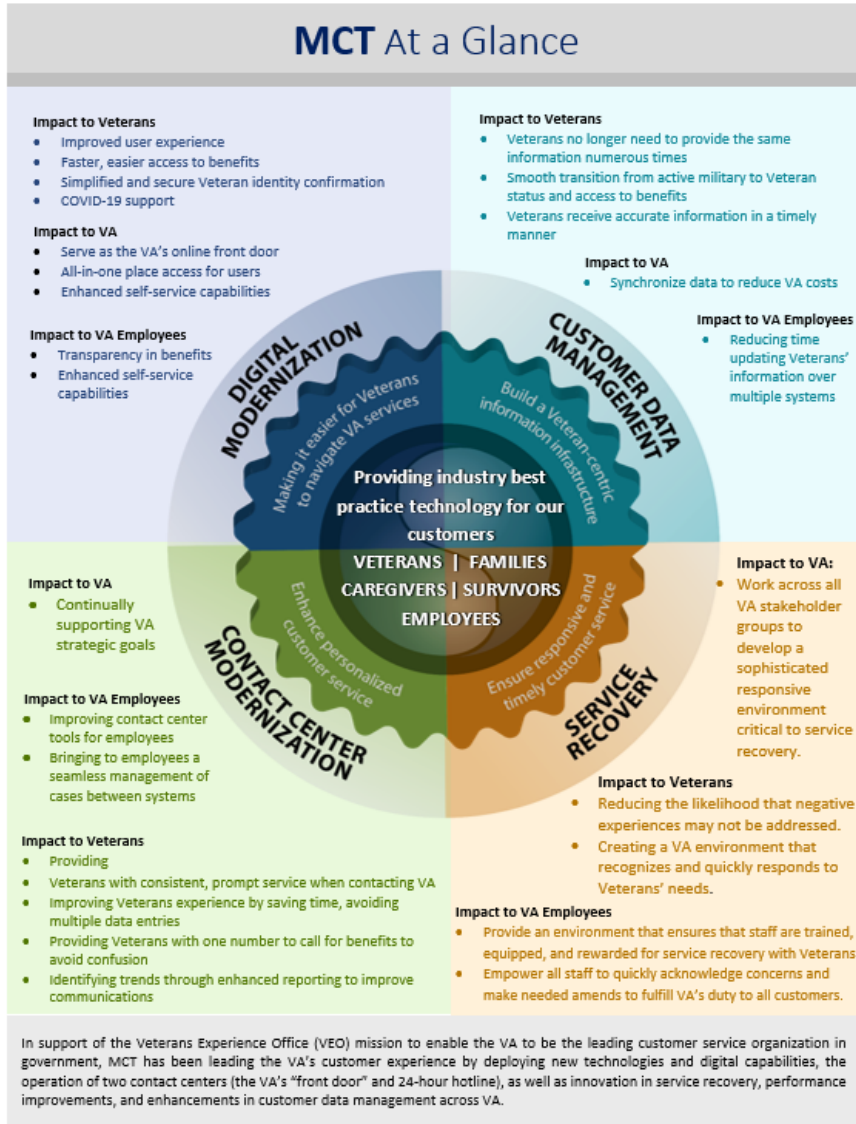 MCT At a Glance
Impact to Veterans
• Improved user experience
• Faster, easier access to benefits
• Simplified and secure Veteran identity confirmation
• COVID-19 support
Impact to VA
• Serve as the VA's online front door
• All-in-one place access for users
• Enhanced self-service capabilities
Impact to VA Employees
• Transparency in benefits
• Enhanced self-service
capabilities
Impact to Veterans
• Veterans no longer need to provide the same
information numerous times
• Smooth transition from active military to Veteran
status and access to benefits
• Veterans receive accurate information in a timely
manner
Impact to VA
• Synchronize data to reduce VA costs
Impact to VA Employees
• Reducing time
updating Veterans'
information over
multiple systems
DIGITAL
MODERNIZATION
Making it easier for Veterans
to navigate VA services
CUSTOMER DATA
MANAGEMENT
Build a Veteran-centric
information infrastructure
Providing industry best
practice technology for our
customers
VETERANS | FAMILIES
CAREGIVERS | SURVIVORS
EMPLOYEES
Enhance personalized
customer service
CONTACT CENTER
MODERNIZATION
Ensure responsive and
timely customer service
SERVICE
RECOVERY
Impact to VA
• Continually
supporting VA
strategic goals
Impact to VA Employees
• Improving contact center
tools for employees
• Bringing to employees a
seamless management of
cases between systems
Impact to Veterans
• Providing
• Veterans with consistent, prompt service when contacting VA
• Improving Veterans experience by saving time, avoiding
multiple data entries
• Providing Veterans with one number to call for benefits to
avoid confusion
• Identifying trends through enhanced reporting to improve
communications
Impact to VA:
• Work across all
VA stakeholder
groups to
develop a
sophisticated
responsive
environment
critical to service
recovery.
Impact to Veterans
• Reducing the likelihood that negative
experiences may not be addressed.
• Creating a VA environment that
recognizes and quickly responds to
Veterans' needs.
Impact to VA Employees
• Provide an environment that ensures that staff are trained,
equipped, and rewarded for service recovery with Veterans
• Empower all staff to quickly acknowledge concerns and
make needed amends to fulfill VA's duty to all customers.
In support of the Veterans Experience Office (VEO) mission to enable the VA to be the leading customer service organization in
government, MCT has been leading the VA's customer experience by deploying new technologies and digital capabilities, the
operation of two contact centers (the VA's "front door" and 24-hour hotline), as well as innovation in service recovery, performance
improvements, and enhancements in customer data management across VA.